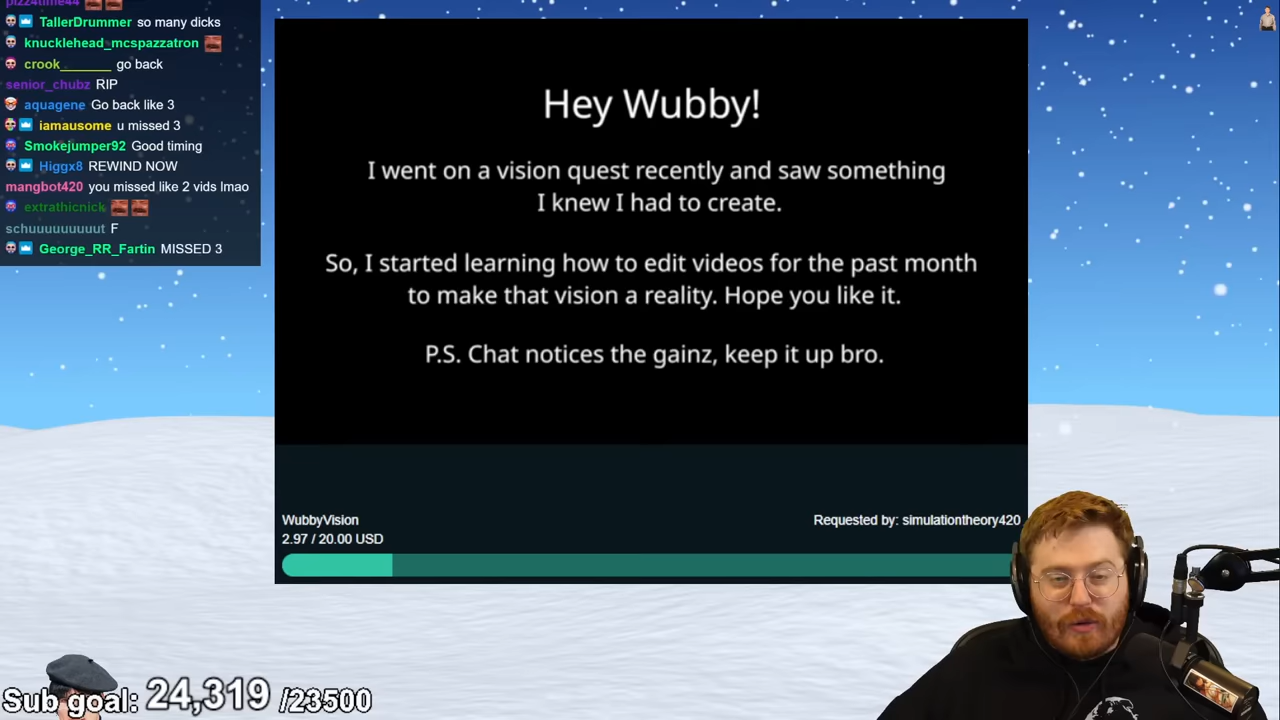 pizz4time44
TallerDrummer so many dicks
knucklehead_mcspazzatron
crook_______ go back
senior_chubz RIP
aquagene Go back like 3
iamausome u missed 3
Smokejumper92 Good timing
Higgx8 REWIND NOW
mangbot420 you missed like 2 vids lmao
extrathicnick
schuuuuuuuut F
George_RR_Fartin MISSED 3
Hey Wubby!
I went on a vision quest recently and saw something
I knew I had to create.
So, I started learning how to edit videos for the past month
to make that vision a reality. Hope you like it.
P.S. Chat notices the gainz, keep it up bro.
WubbyVision
Requested by: simulationtheory420
2.97 / 20.00 USD
Sub goal: 24,319 /23500